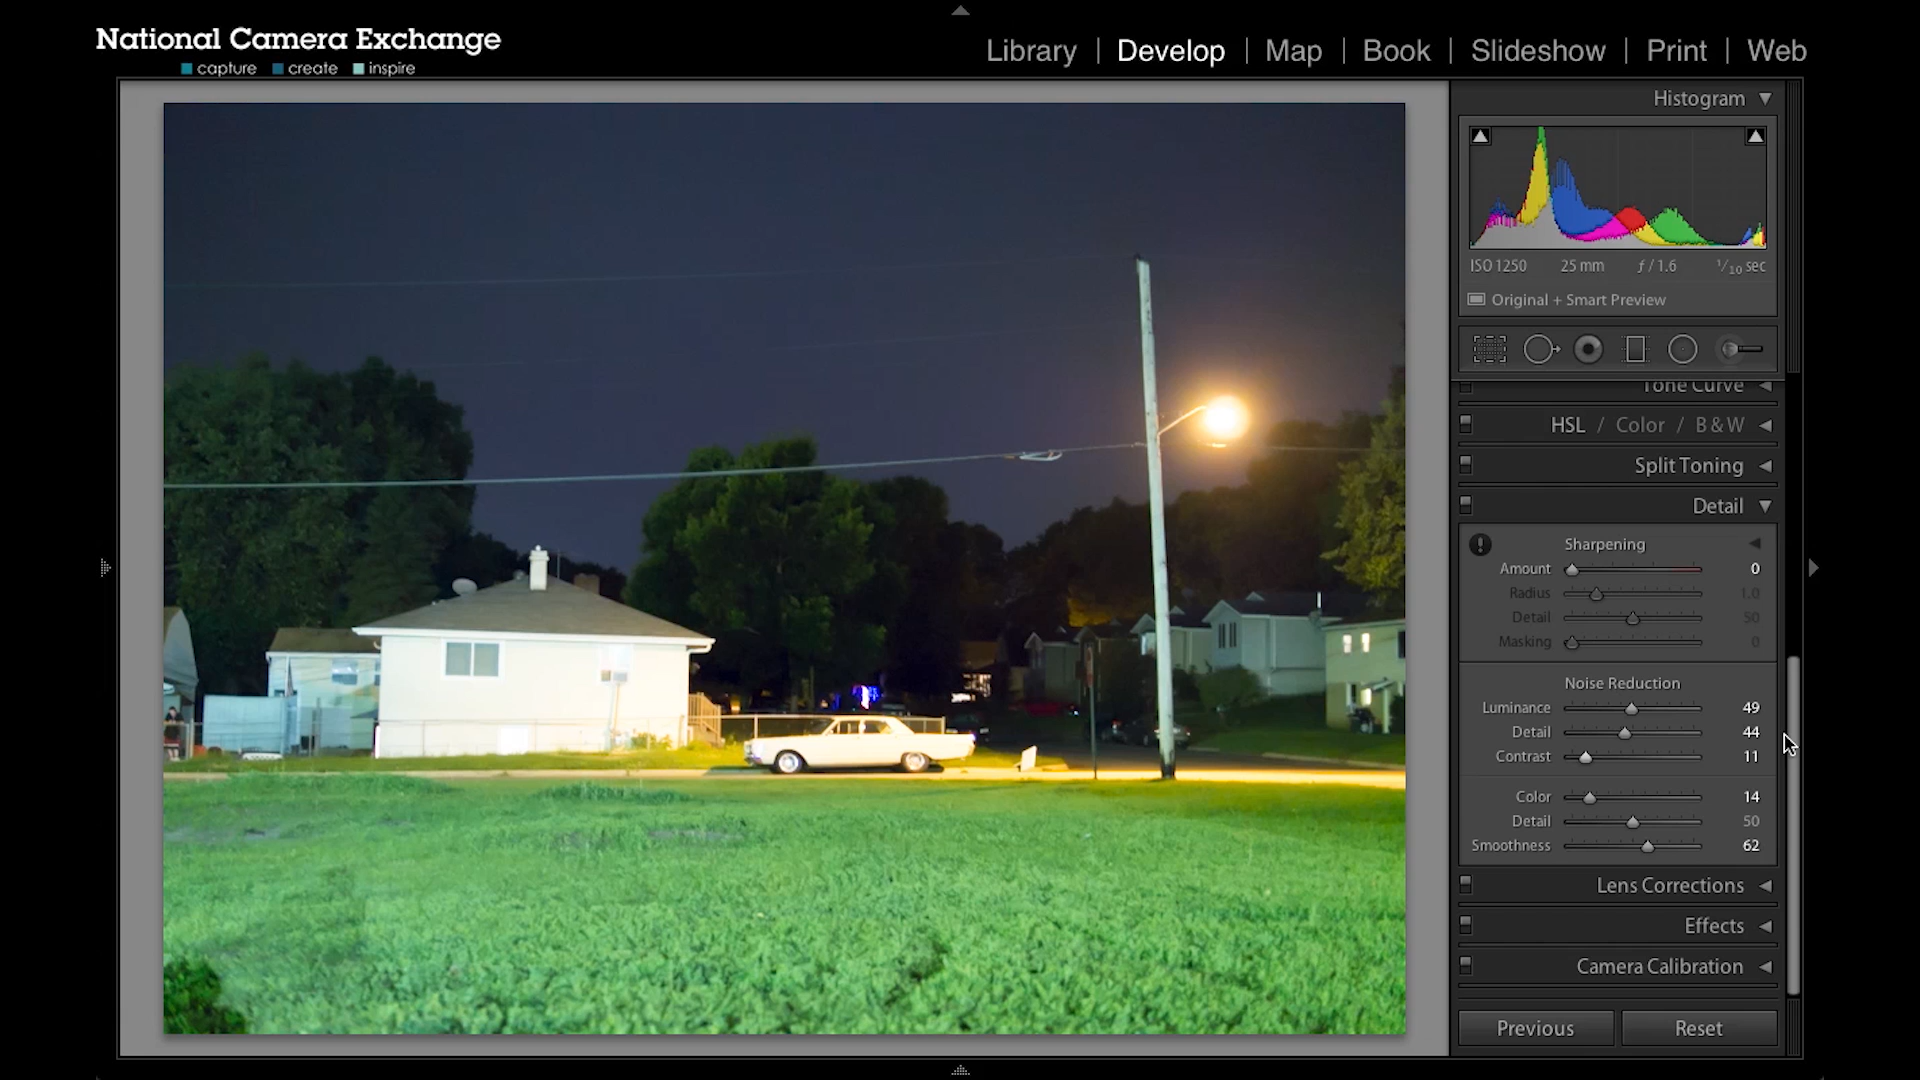 National Camera Exchange
capture create inspire
Library | Develop | Map | Book | Slideshow | Print | Web
Histogram
ISO 1250 25 mm ƒ / 1.6 1/10 sec
Original + Smart Preview
Tone Curve
HSL / Color / B & W
Split Toning
Detail
Sharpening
Amount 0
Radius 1.0
Detail 50
Masking 0
Noise Reduction
Luminance 49
Detail 44
Contrast 11
Color 14
Detail 50
Smoothness 62
Lens Corrections
Effects
Camera Calibration
Previous Reset